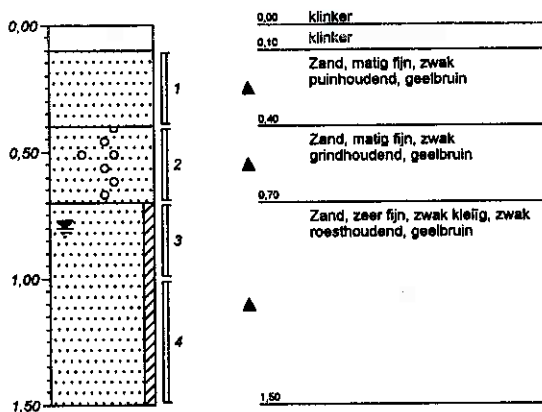 0,00
0,50
1,00
1.50
1
2
3
4
0,00 klinker
0,10 klinker
Zand, matig fijn, zwak
puinhoudend, geelbruin
0,40
Zand, matig fijn, zwak
grindhoudend, geelbruin
0,70
Zand, zeer fijn, zwak kleiïg, zwak
roesthoudend, geelbruin
1,50